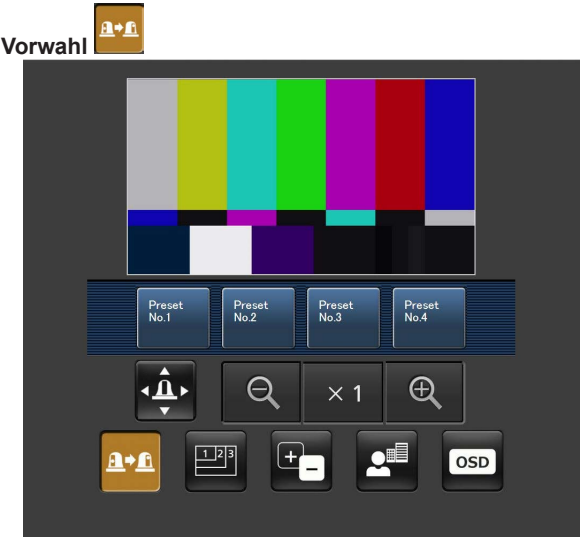 Vorwahl
Preset
No.1
Preset
No.2
Preset
No.3
Preset
No.4
× 1
1 2 3
+
−
OSD